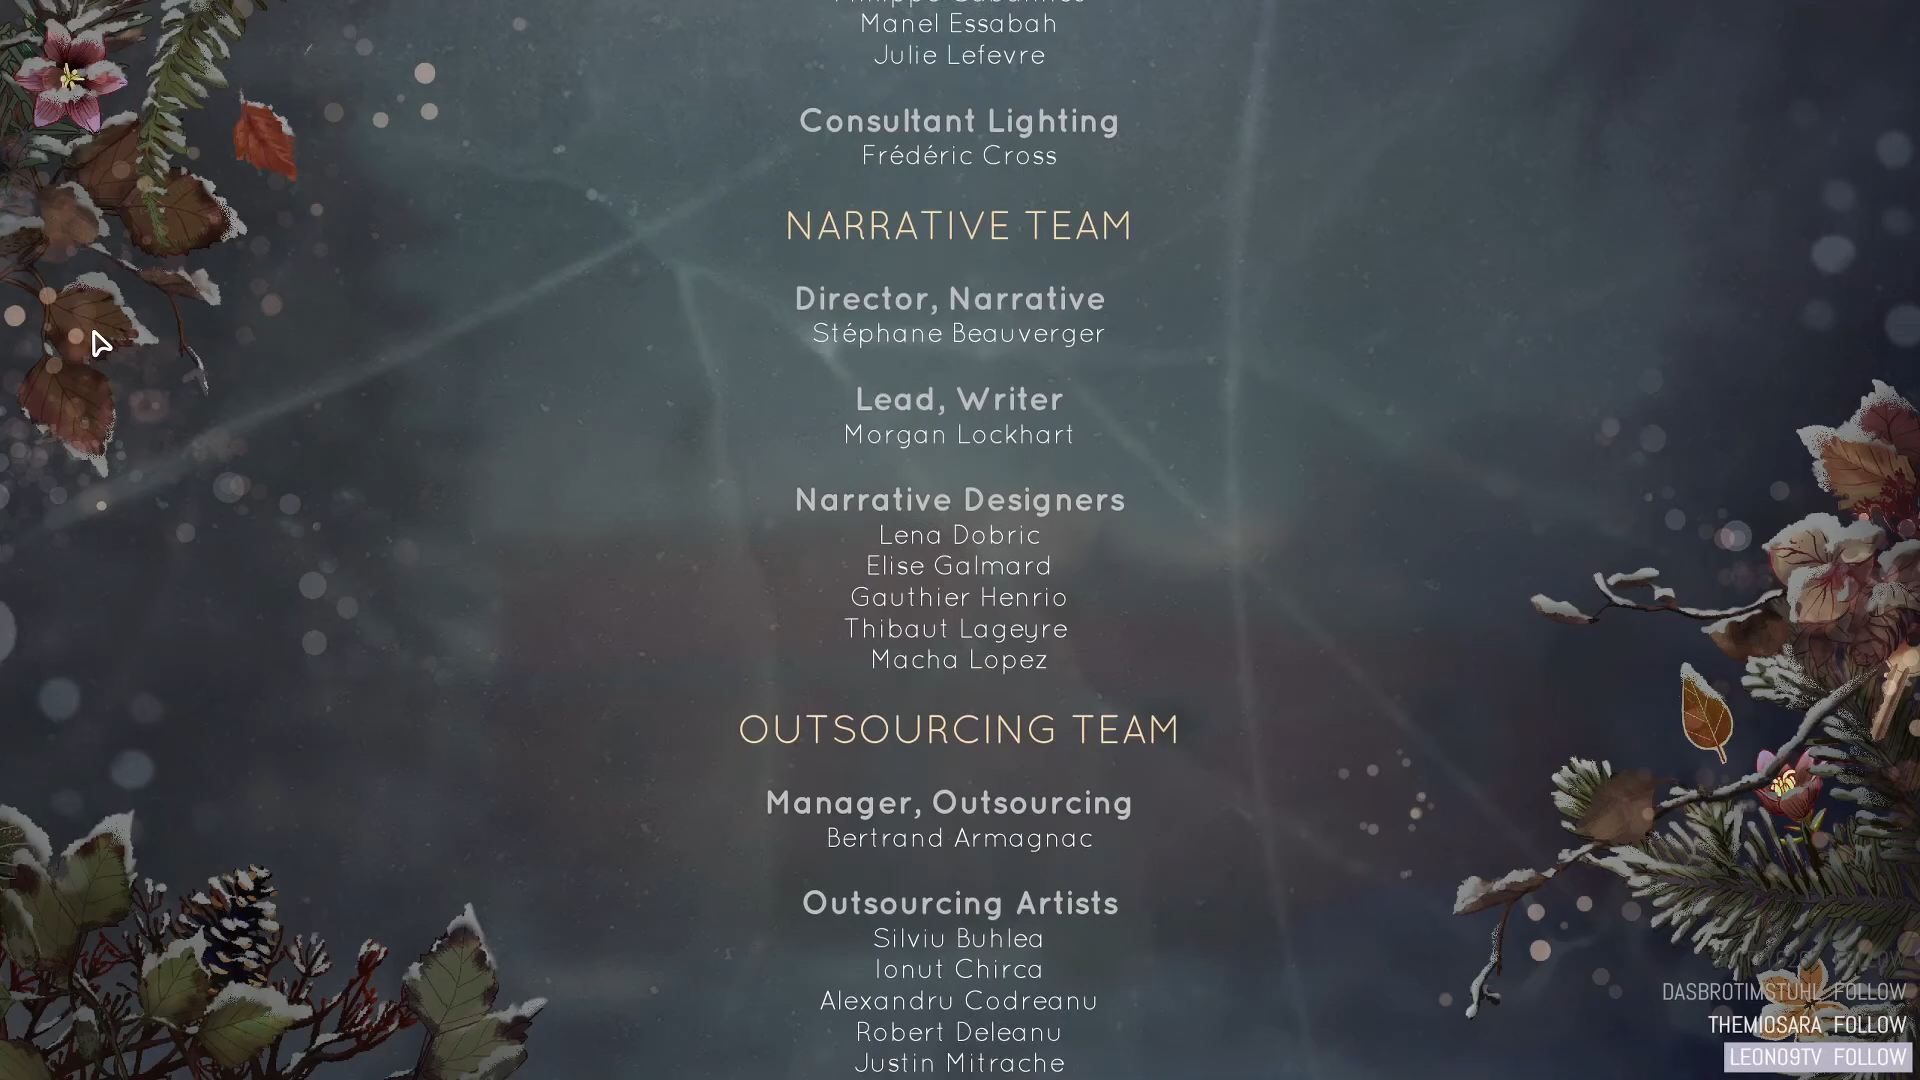 Manel Essabah
Julie Lefevre
Consultant Lighting
Frédéric Cross
NARRATIVE TEAM
Director, Narrative
Stéphane Beauverger
Lead, Writer
Morgan Lockhart
Narrative Designers
Lena Dobric
Elise Galmard
Gauthier Henrio
Thibaut Lageyre
Macha Lopez
OUTSOURCING TEAM
Manager, Outsourcing
Bertrand Armagnac
Outsourcing Artists
Silviu Buhlea
Ionut Chirca
Alexandru Codreanu
Robert Deleanu
Justin Mitrache
DASBROTIMSTUHL FOLLOW
THEMIOSARA FOLLOW
LEONO9TV FOLLOW